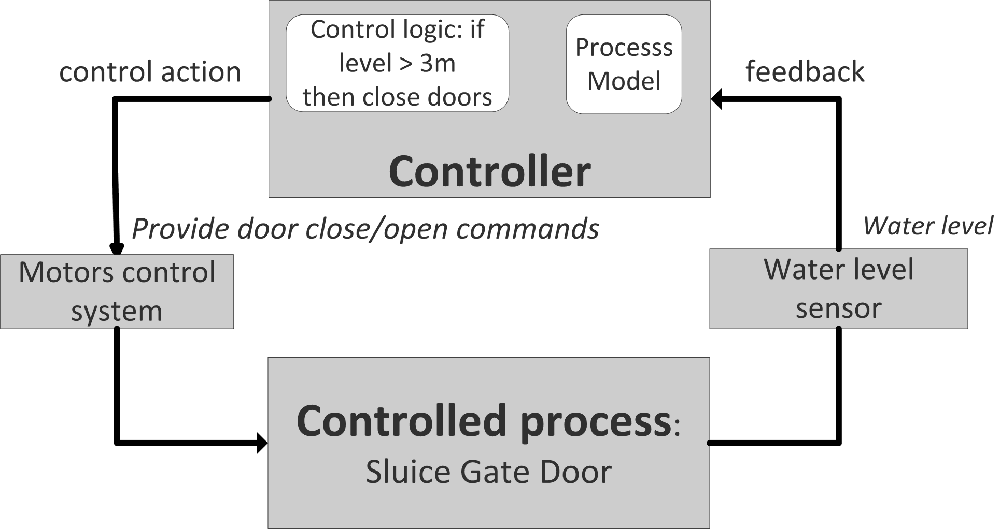 Control logic: if
level > 3m
then close doors
Processs
Model
control action
feedback
Controller
Provide door close/open commands
Water level
Motors control
system
Water level
sensor
Controlled process:
Sluice Gate Door